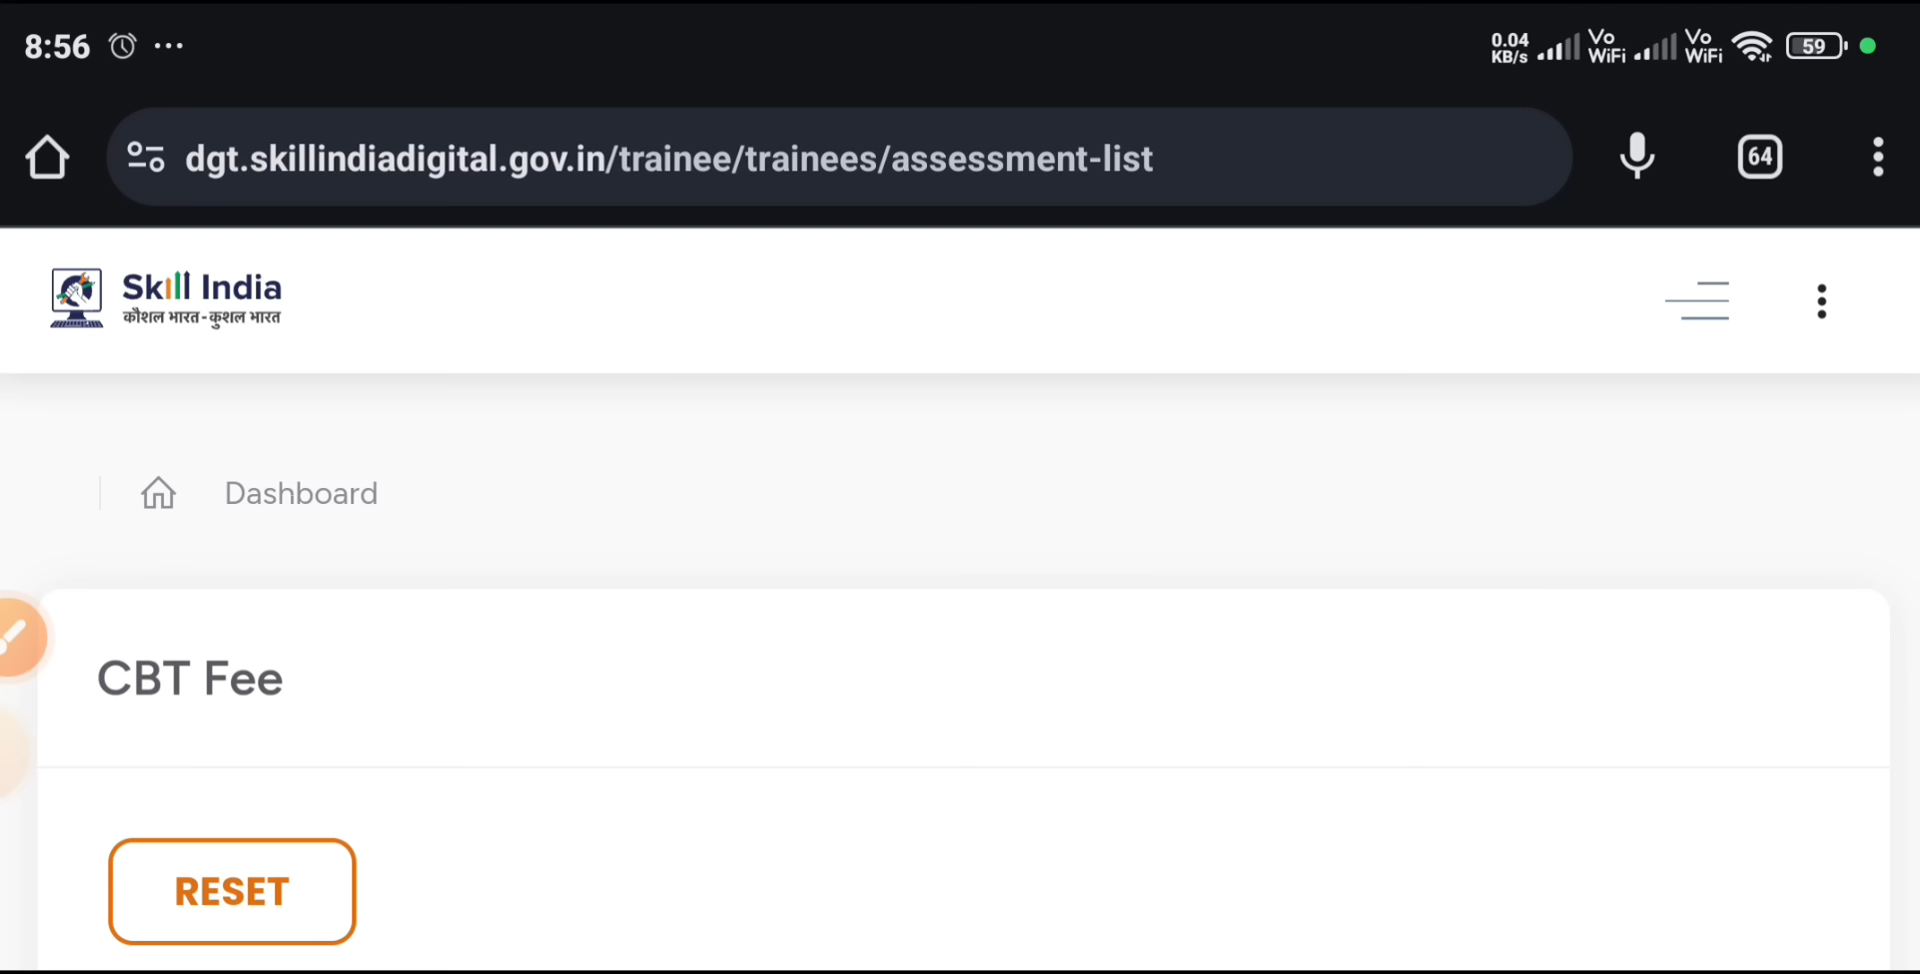 8:56 ...
0.04 KB/s Vo WiFi Vo WiFi 59
dgt.skillindiadigital.gov.in/trainee/trainees/assessment-list
64
Skill India
कौशल भारत-कुशल भारत
Dashboard
CBT Fee
RESET